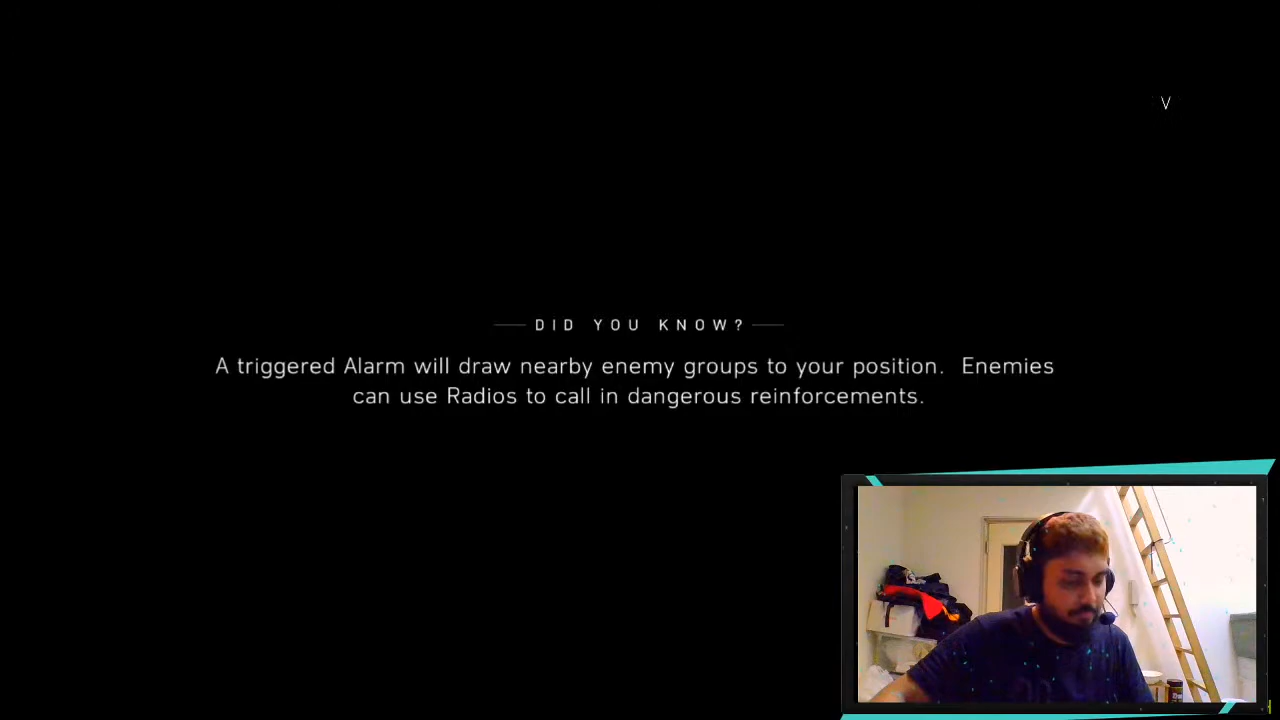 V
DID YOU KNOW?
A triggered Alarm will draw nearby enemy groups to your position.  Enemies
can use Radios to call in dangerous reinforcements.